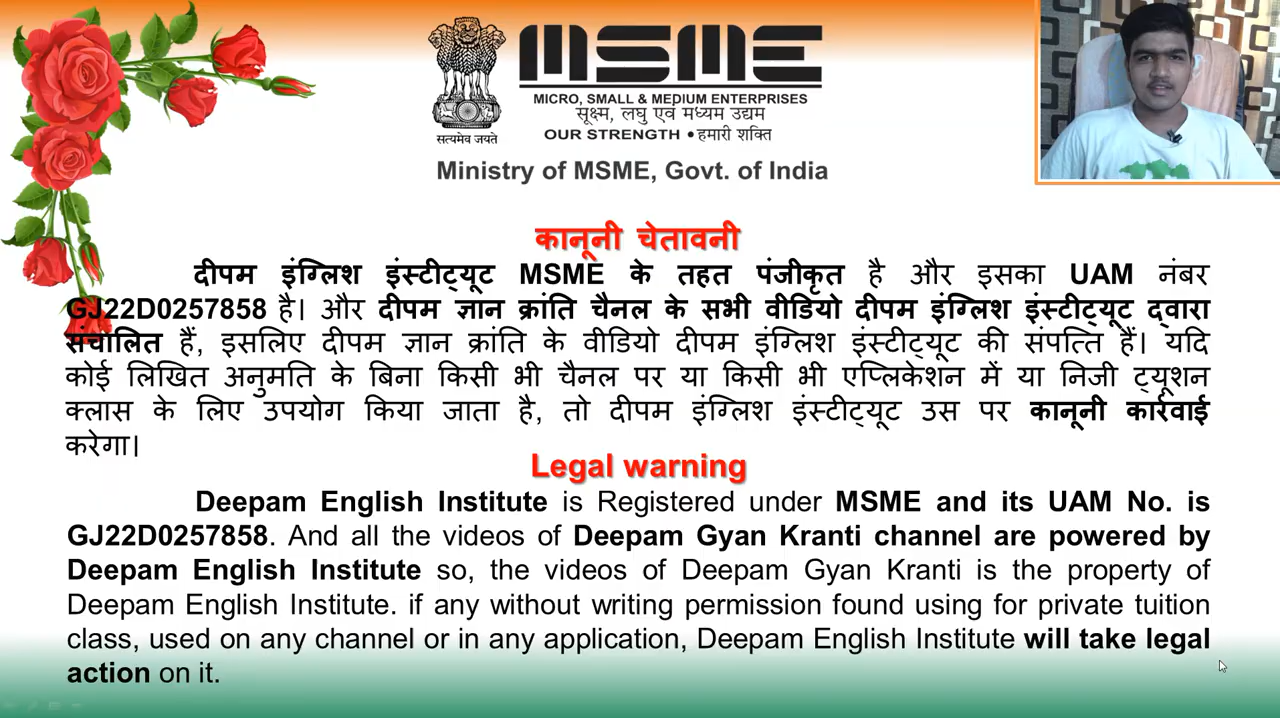 MSME
MICRO, SMALL & MEDIUM ENTERPRISES
सूक्ष्म, लघु एवं मध्यम उद्यम
सत्यमेव जयते
OUR STRENGTH • हमारी शक्ति
Ministry of MSME, Govt. of India
कानूनी चेतावनी
दीपम इंग्लिश इंस्टीट्यूट MSME के तहत पंजीकृत है और इसका UAM नंबर
GJ22D0257858 है। और दीपम ज्ञान क्रांति चैनल के सभी वीडियो दीपम इंग्लिश इंस्टीट्यूट द्वारा
संचालित हैं, इसलिए दीपम ज्ञान क्रांति के वीडियो दीपम इंग्लिश इंस्टीट्यूट की संपत्ति हैं। यदि
कोई लिखित अनुमति के बिना किसी भी चैनल पर या किसी भी एप्लिकेशन में या निजी ट्यूशन
क्लास के लिए उपयोग किया जाता है, तो दीपम इंग्लिश इंस्टीट्यूट उस पर कानूनी कार्रवाई
करेगा।
Legal warning
Deepam English Institute is Registered under MSME and its UAM No. is
GJ22D0257858. And all the videos of Deepam Gyan Kranti channel are powered by
Deepam English Institute so, the videos of Deepam Gyan Kranti is the property of
Deepam English Institute. if any without writing permission found using for private tuition
class, used on any channel or in any application, Deepam English Institute will take legal
action on it.